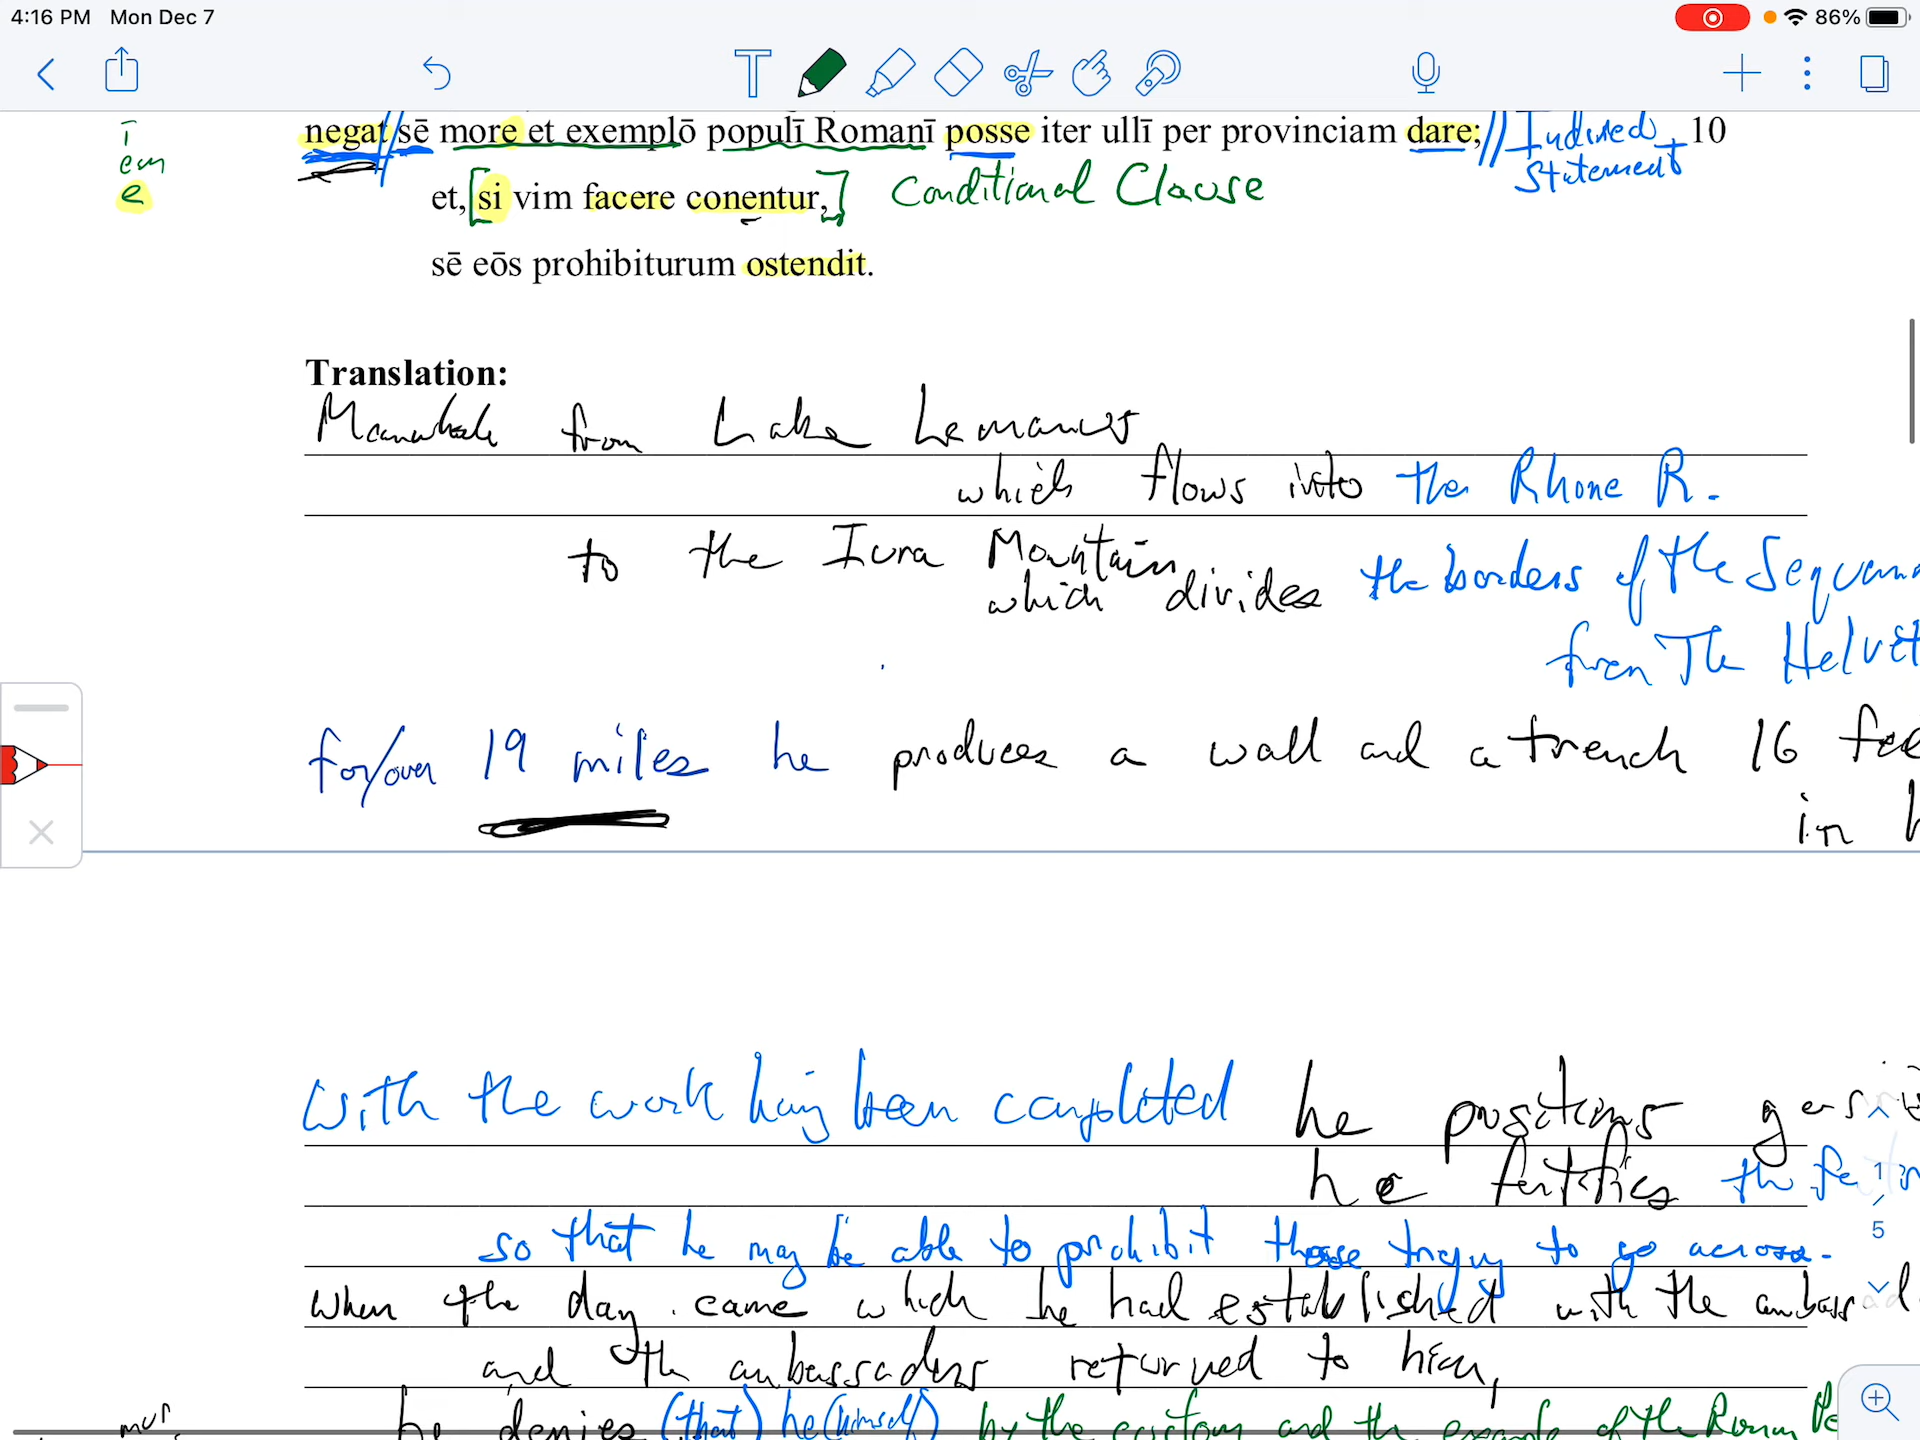 4:16 PM Mon Dec 7 86%
negat sē more et exemplō populī Romanī posse iter ullī per provinciam dare; Indirect Statement 10
ī
em
e
et, [si vim facere conentur,] Conditional Clause
sē eōs prohibiturum ostendit.
Translation:
Meanwhile from Lake Lemanus
which flows into the Rhone R.
to the Iura Mountain
which divides the borders of the Sequan
from The Helvet
for/over 19 miles he produces a wall and a trench 16 fee
in h
With the work having been completed he positions
he fortifies the
1
5
so that he may be able to prohibit those trying to go across.
When the day came which he had established with the ambass
and the ambassadors returned to him,
mur
he denies (that) he (himself) by the custom and the example of the Roman Pe